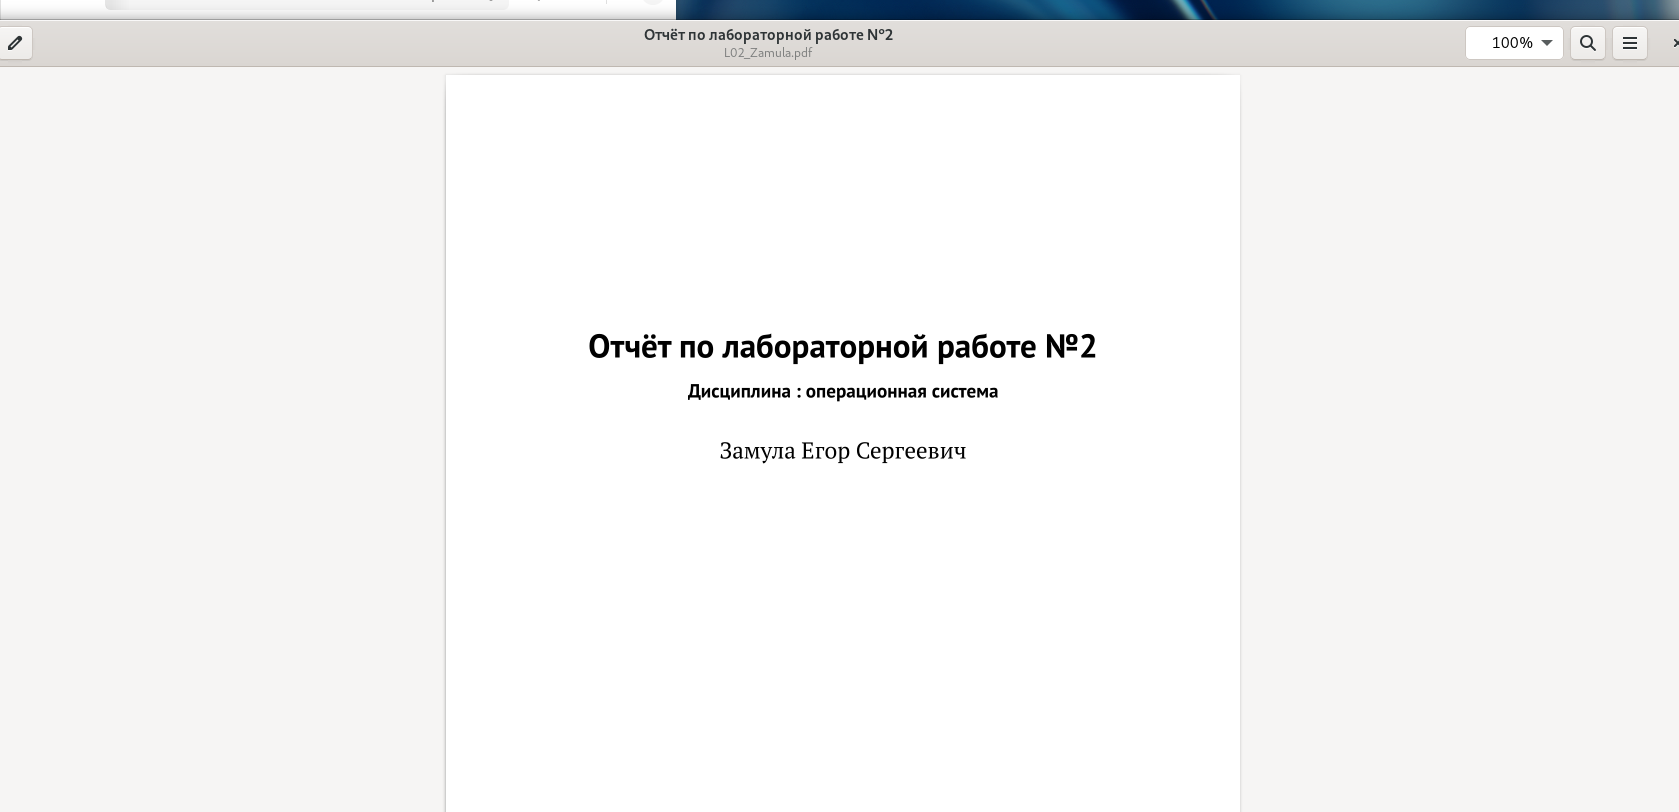 Отчёт по лабораторной работе №2
L02_Zamula.pdf
100%
Отчёт по лабораторной работе №2
Дисциплина : операционная система
Замула Егор Сергеевич